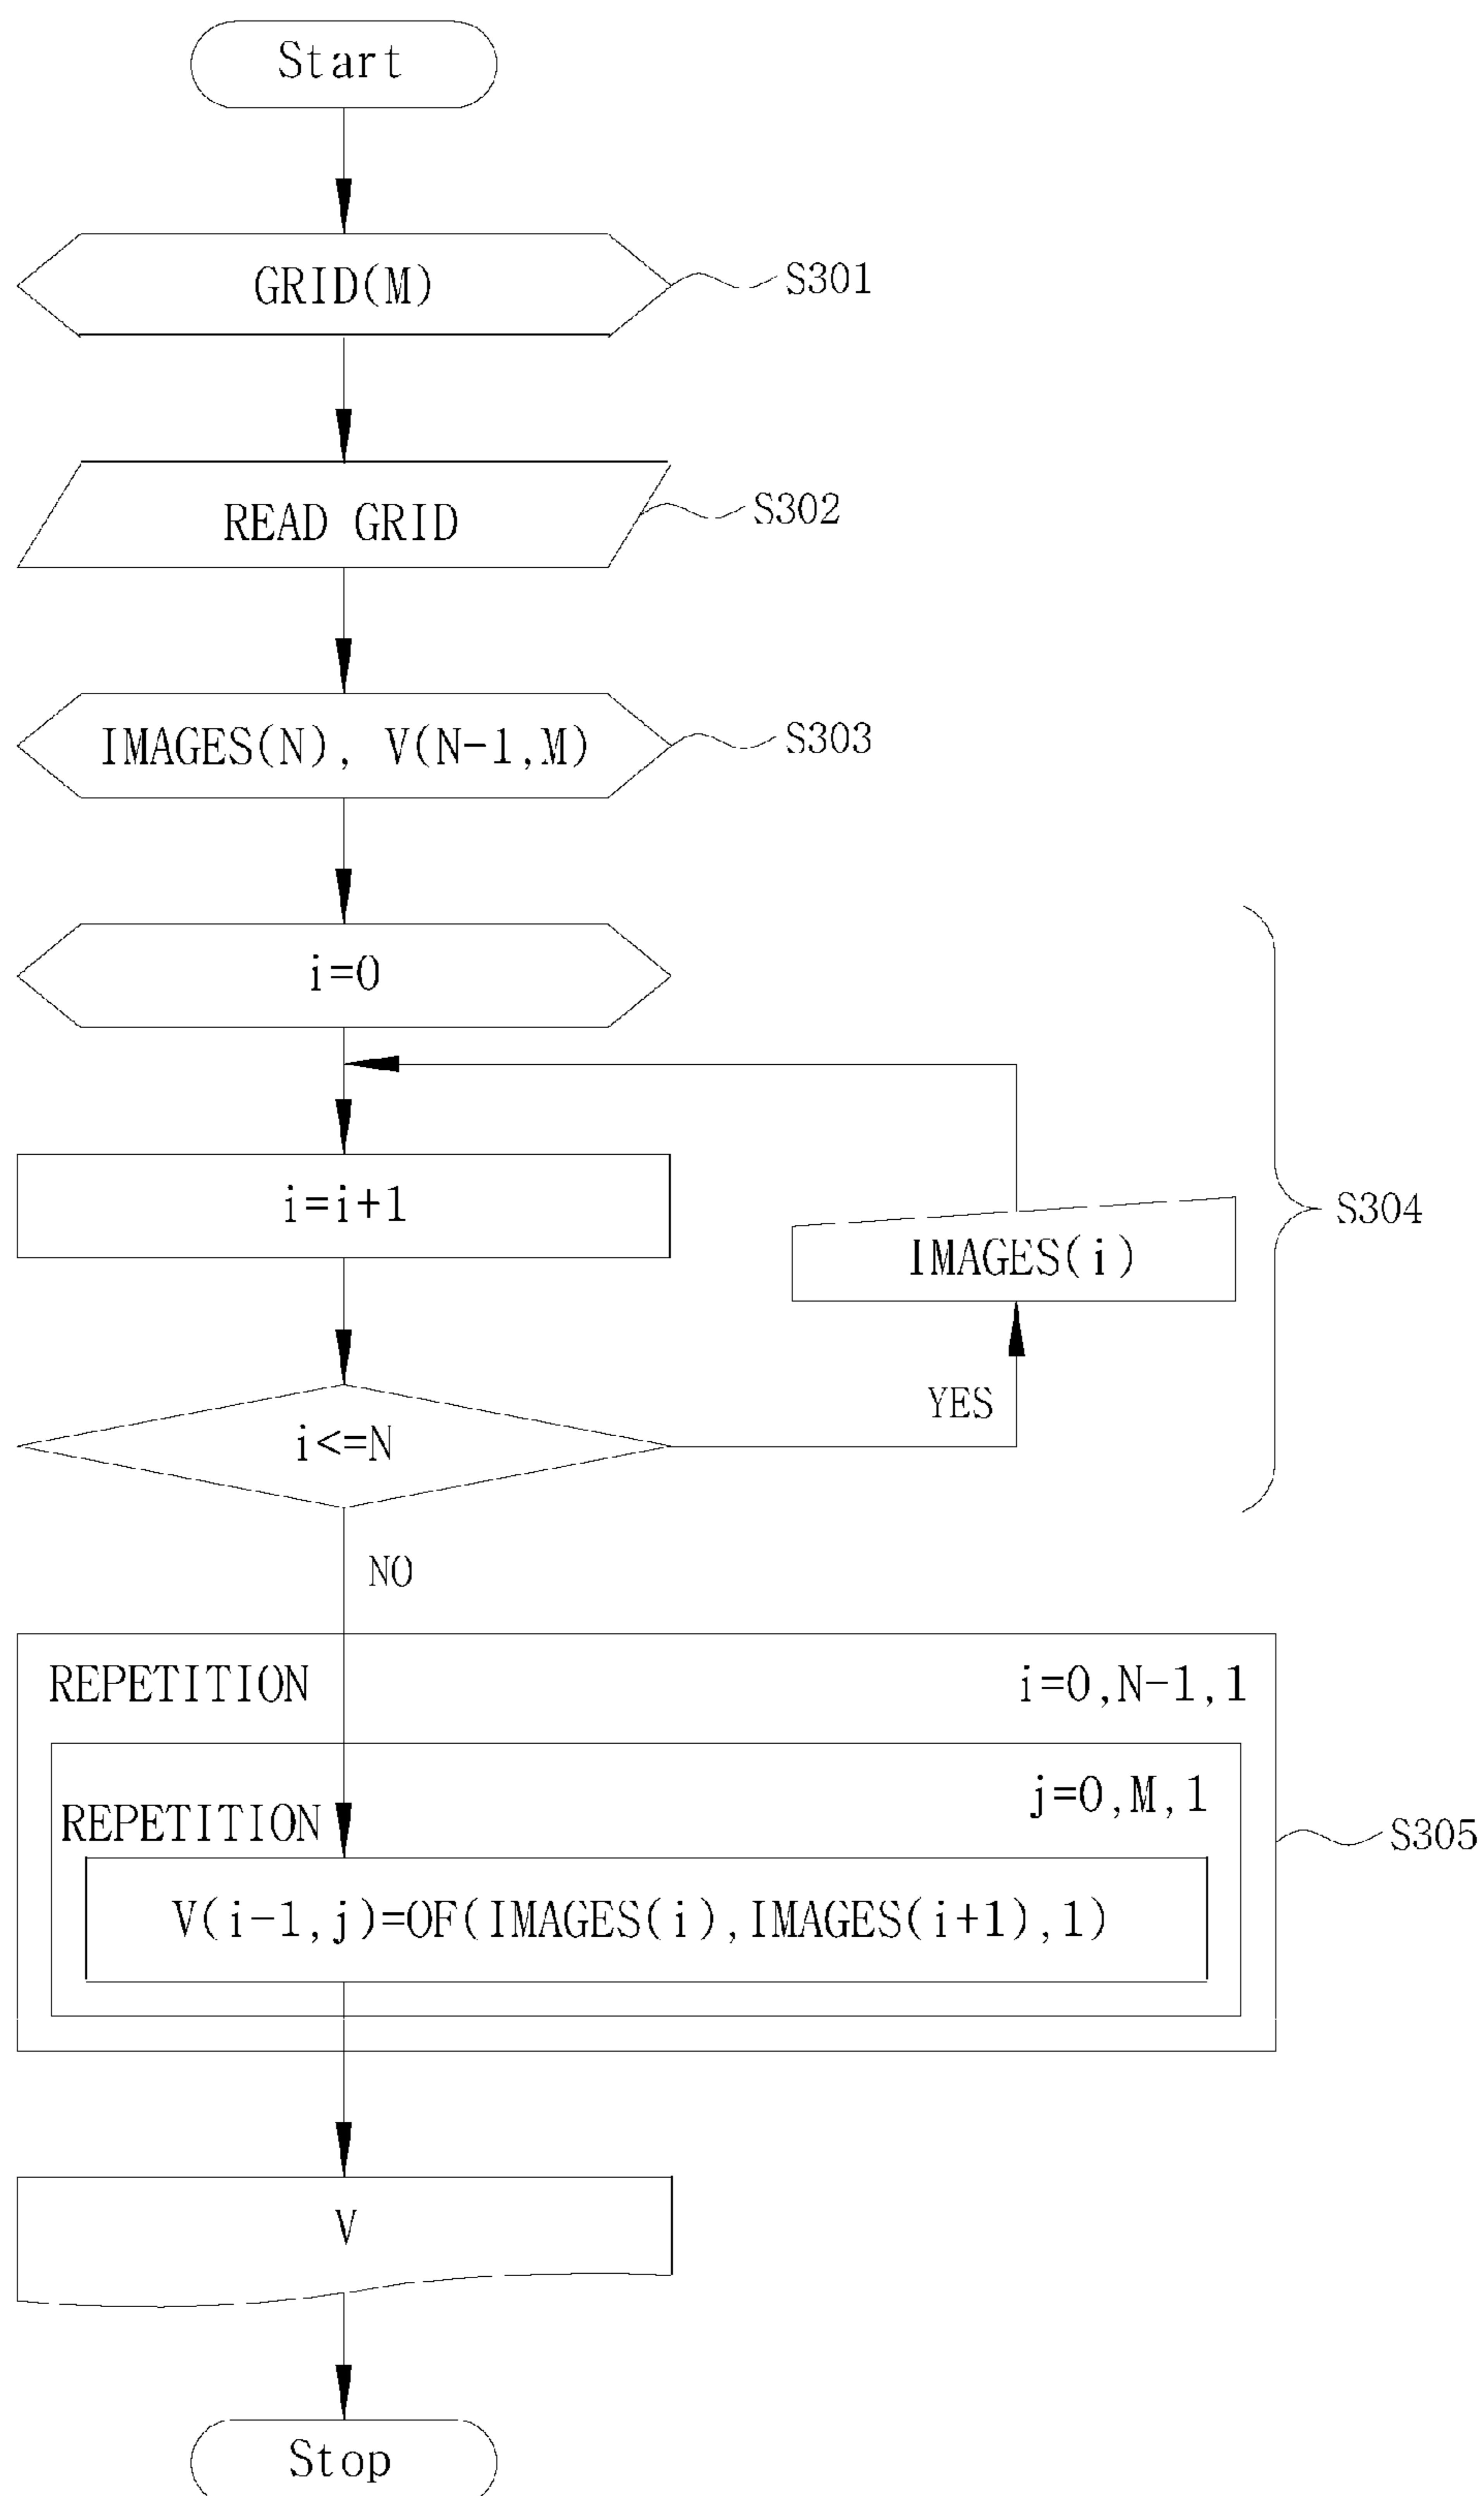 Start
GRID(M)
S301
READ GRID
S302
IMAGES(N), V(N-1,M)
S303
i=0
i=i+1
IMAGES(i)
S304
YES
i<=N
NO
REPETITION
i=0,N-1,1
j=0,M,1
REPETITION
S305
V(i-1,j)=OF(IMAGES(i),IMAGES(i+1),1)
V
Stop